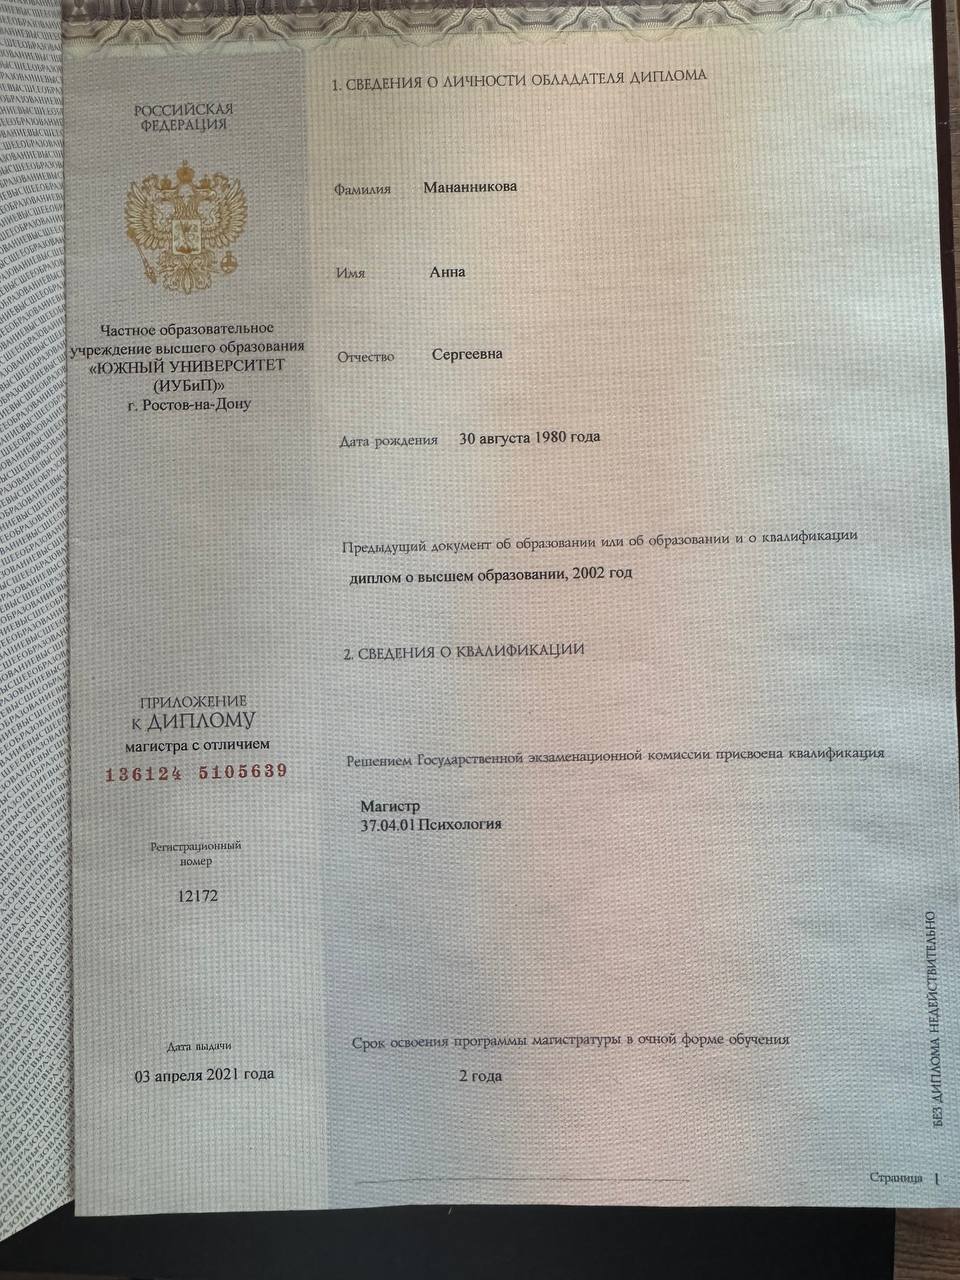 РОССИЙСКАЯ
ФЕДЕРАЦИЯ
Частное образовательное
учреждение высшего образования
«ЮЖНЫЙ УНИВЕРСИТЕТ
(ИУБиП)»
г. Ростов-на-Дону
ПРИЛОЖЕНИЕ
к ДИПЛОМУ
магистра с отличием
136124 5105639
Регистрационный
номер
12172
Дата выдачи
03 апреля 2021 года
1. СВЕДЕНИЯ О ЛИЧНОСТИ ОБЛАДАТЕЛЯ ДИПЛОМА
Фамилия Мананникова
Имя Анна
Отчество Сергеевна
Дата рождения 30 августа 1980 года
Предыдущий документ об образовании или об образовании и о квалификации
диплом о высшем образовании, 2002 год
2. СВЕДЕНИЯ О КВАЛИФИКАЦИИ
Решением Государственной экзаменационной комиссии присвоена квалификация
Магистр
37.04.01 Психология
Срок освоения программы магистратуры в очной форме обучения
2 года
БЕЗ ДИПЛОМА НЕДЕЙСТВИТЕЛЬНО
Страница 1